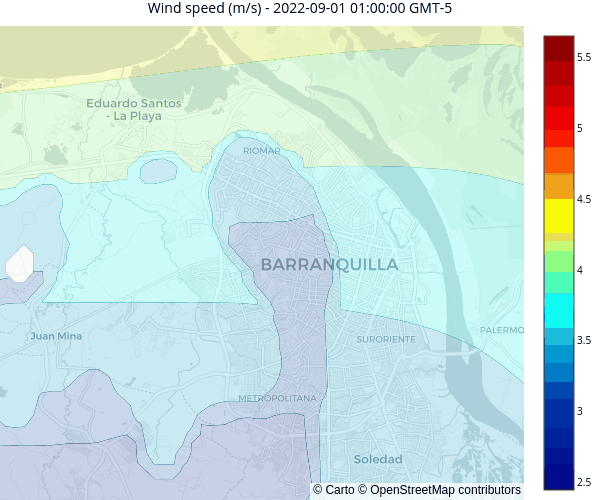 Wind speed (m/s) - 2022-09-01 01:00:00 GMT-5
5.5
5
4.5
4
3.5
3
2.5
Eduardo Santos
- La Playa
RIOMAR
BARRANQUILLA
Juan Mina
PALERMO
SURORIENTE
METROPOLITANA
Soledad
© Carto © OpenStreetMap contributors